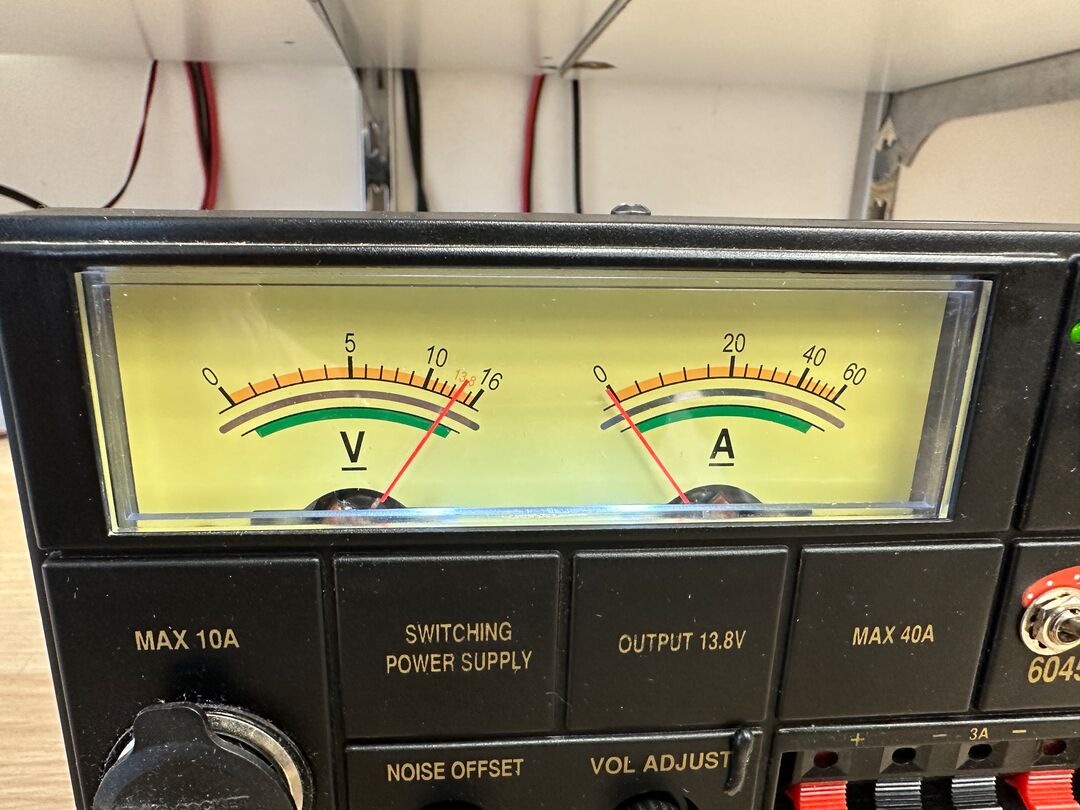 0 5 10 13.8 16
V
0 20 40 60
A
MAX 10A
SWITCHING
POWER SUPPLY
OUTPUT 13.8V
MAX 40A
NOISE OFFSET
VOL ADJUST
+ − 3A −